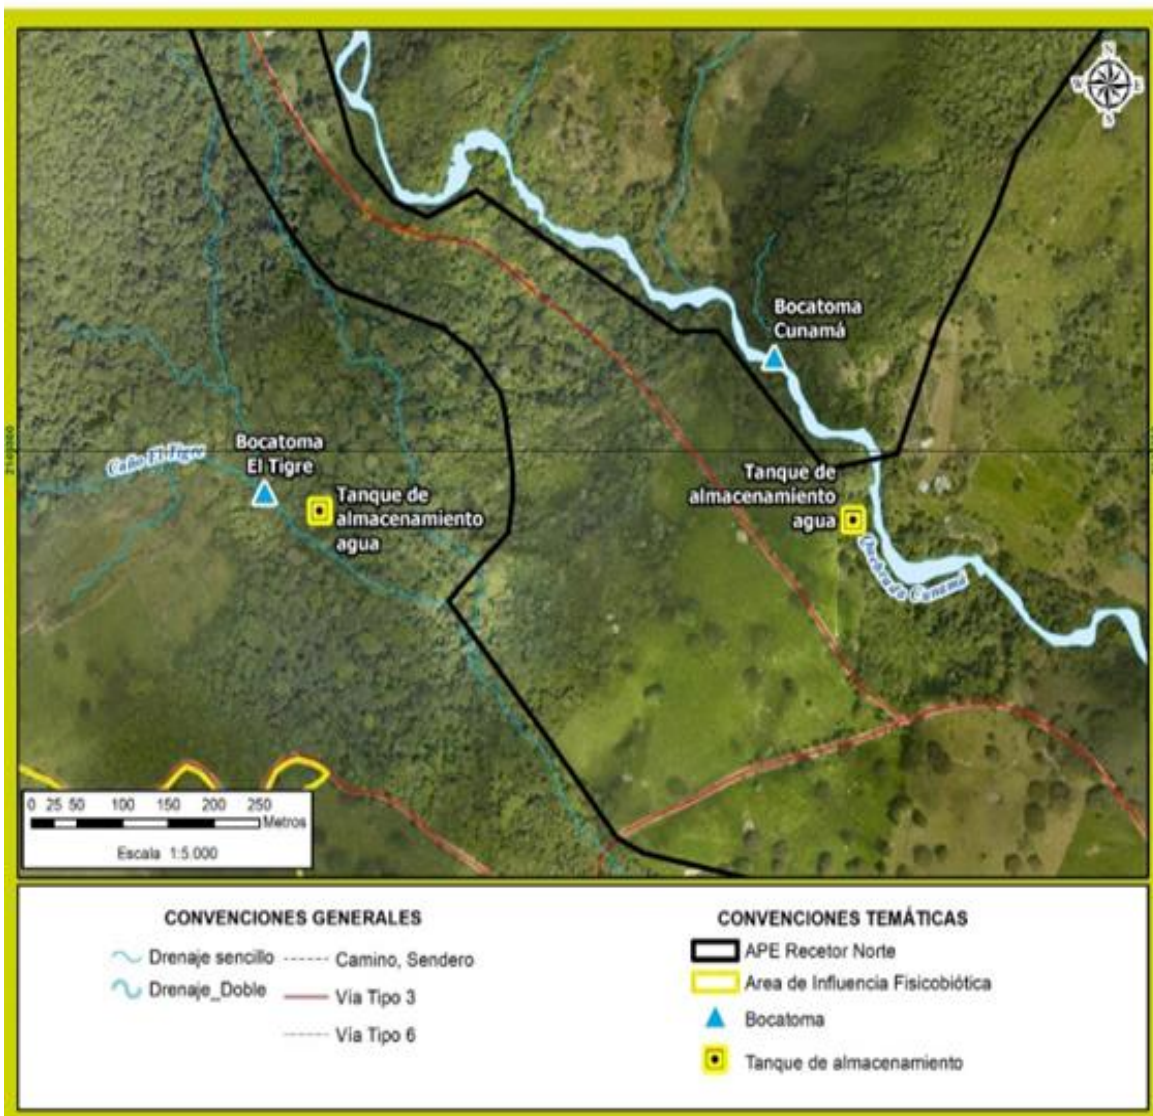 N
W E
S
Bocatoma
Cunamá
Caño El Tigre
Bocatoma
El Tigre
Tanque de
almacenamiento
agua
Tanque de
almacenamiento
agua
Quebrada Cunamá
0 25 50 100 150 200 250
Metros
Escala 1:5.000
CONVENCIONES GENERALES
Drenaje sencillo
Drenaje_Doble
Camino, Sendero
Vía Tipo 3
Vía Tipo 6
CONVENCIONES TEMÁTICAS
APE Recetor Norte
Area de Influencia Fisicobiótica
Bocatoma
Tanque de almacenamiento